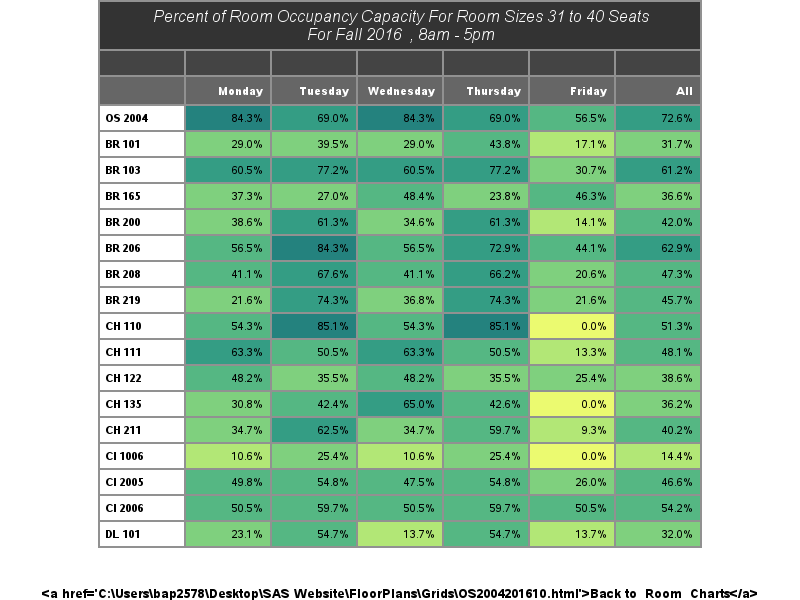 Percent of Room Occupancy Capacity For Room Sizes 31 to 40 Seats
For Fall 2016 , 8am - 5pm
Monday Tuesday Wednesday Thursday Friday All
OS 2004 84.3% 69.0% 84.3% 69.0% 56.5% 72.6%
BR 101 29.0% 39.5% 29.0% 43.8% 17.1% 31.7%
BR 103 60.5% 77.2% 60.5% 77.2% 30.7% 61.2%
BR 165 37.3% 27.0% 48.4% 23.8% 46.3% 36.6%
BR 200 38.6% 61.3% 34.6% 61.3% 14.1% 42.0%
BR 206 56.5% 84.3% 56.5% 72.9% 44.1% 62.9%
BR 208 41.1% 67.6% 41.1% 66.2% 20.6% 47.3%
BR 219 21.6% 74.3% 36.8% 74.3% 21.6% 45.7%
CH 110 54.3% 85.1% 54.3% 85.1% 0.0% 51.3%
CH 111 63.3% 50.5% 63.3% 50.5% 13.3% 48.1%
CH 122 48.2% 35.5% 48.2% 35.5% 25.4% 38.6%
CH 135 30.8% 42.4% 65.0% 42.6% 0.0% 36.2%
CH 211 34.7% 62.5% 34.7% 59.7% 9.3% 40.2%
CI 1006 10.6% 25.4% 10.6% 25.4% 0.0% 14.4%
CI 2005 49.8% 54.8% 47.5% 54.8% 26.0% 46.6%
CI 2006 50.5% 59.7% 50.5% 59.7% 50.5% 54.2%
DL 101 23.1% 54.7% 13.7% 54.7% 13.7% 32.0%
<a href='C:\Users\bap2578\Desktop\SAS Website\FloorPlans\Grids\OS2004201610.html'>Back to Room Charts</a>